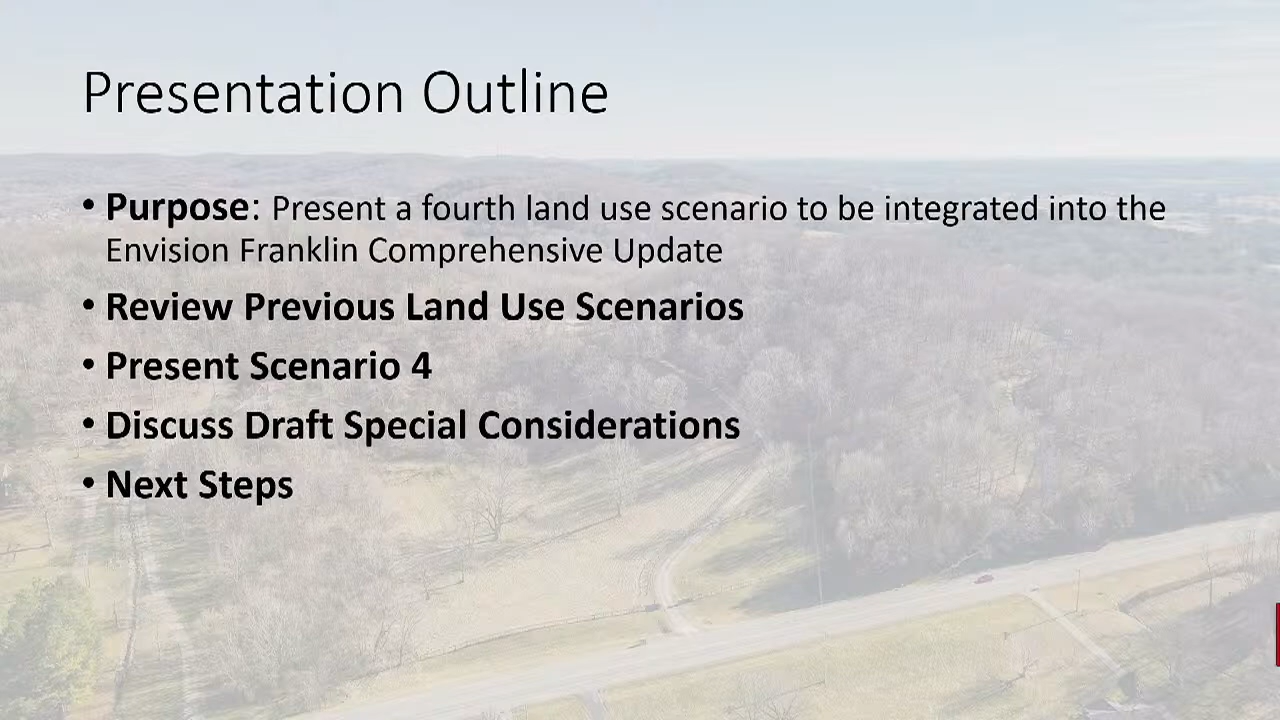 Presentation Outline
• Purpose: Present a fourth land use scenario to be integrated into the
Envision Franklin Comprehensive Update
• Review Previous Land Use Scenarios
• Present Scenario 4
• Discuss Draft Special Considerations
• Next Steps